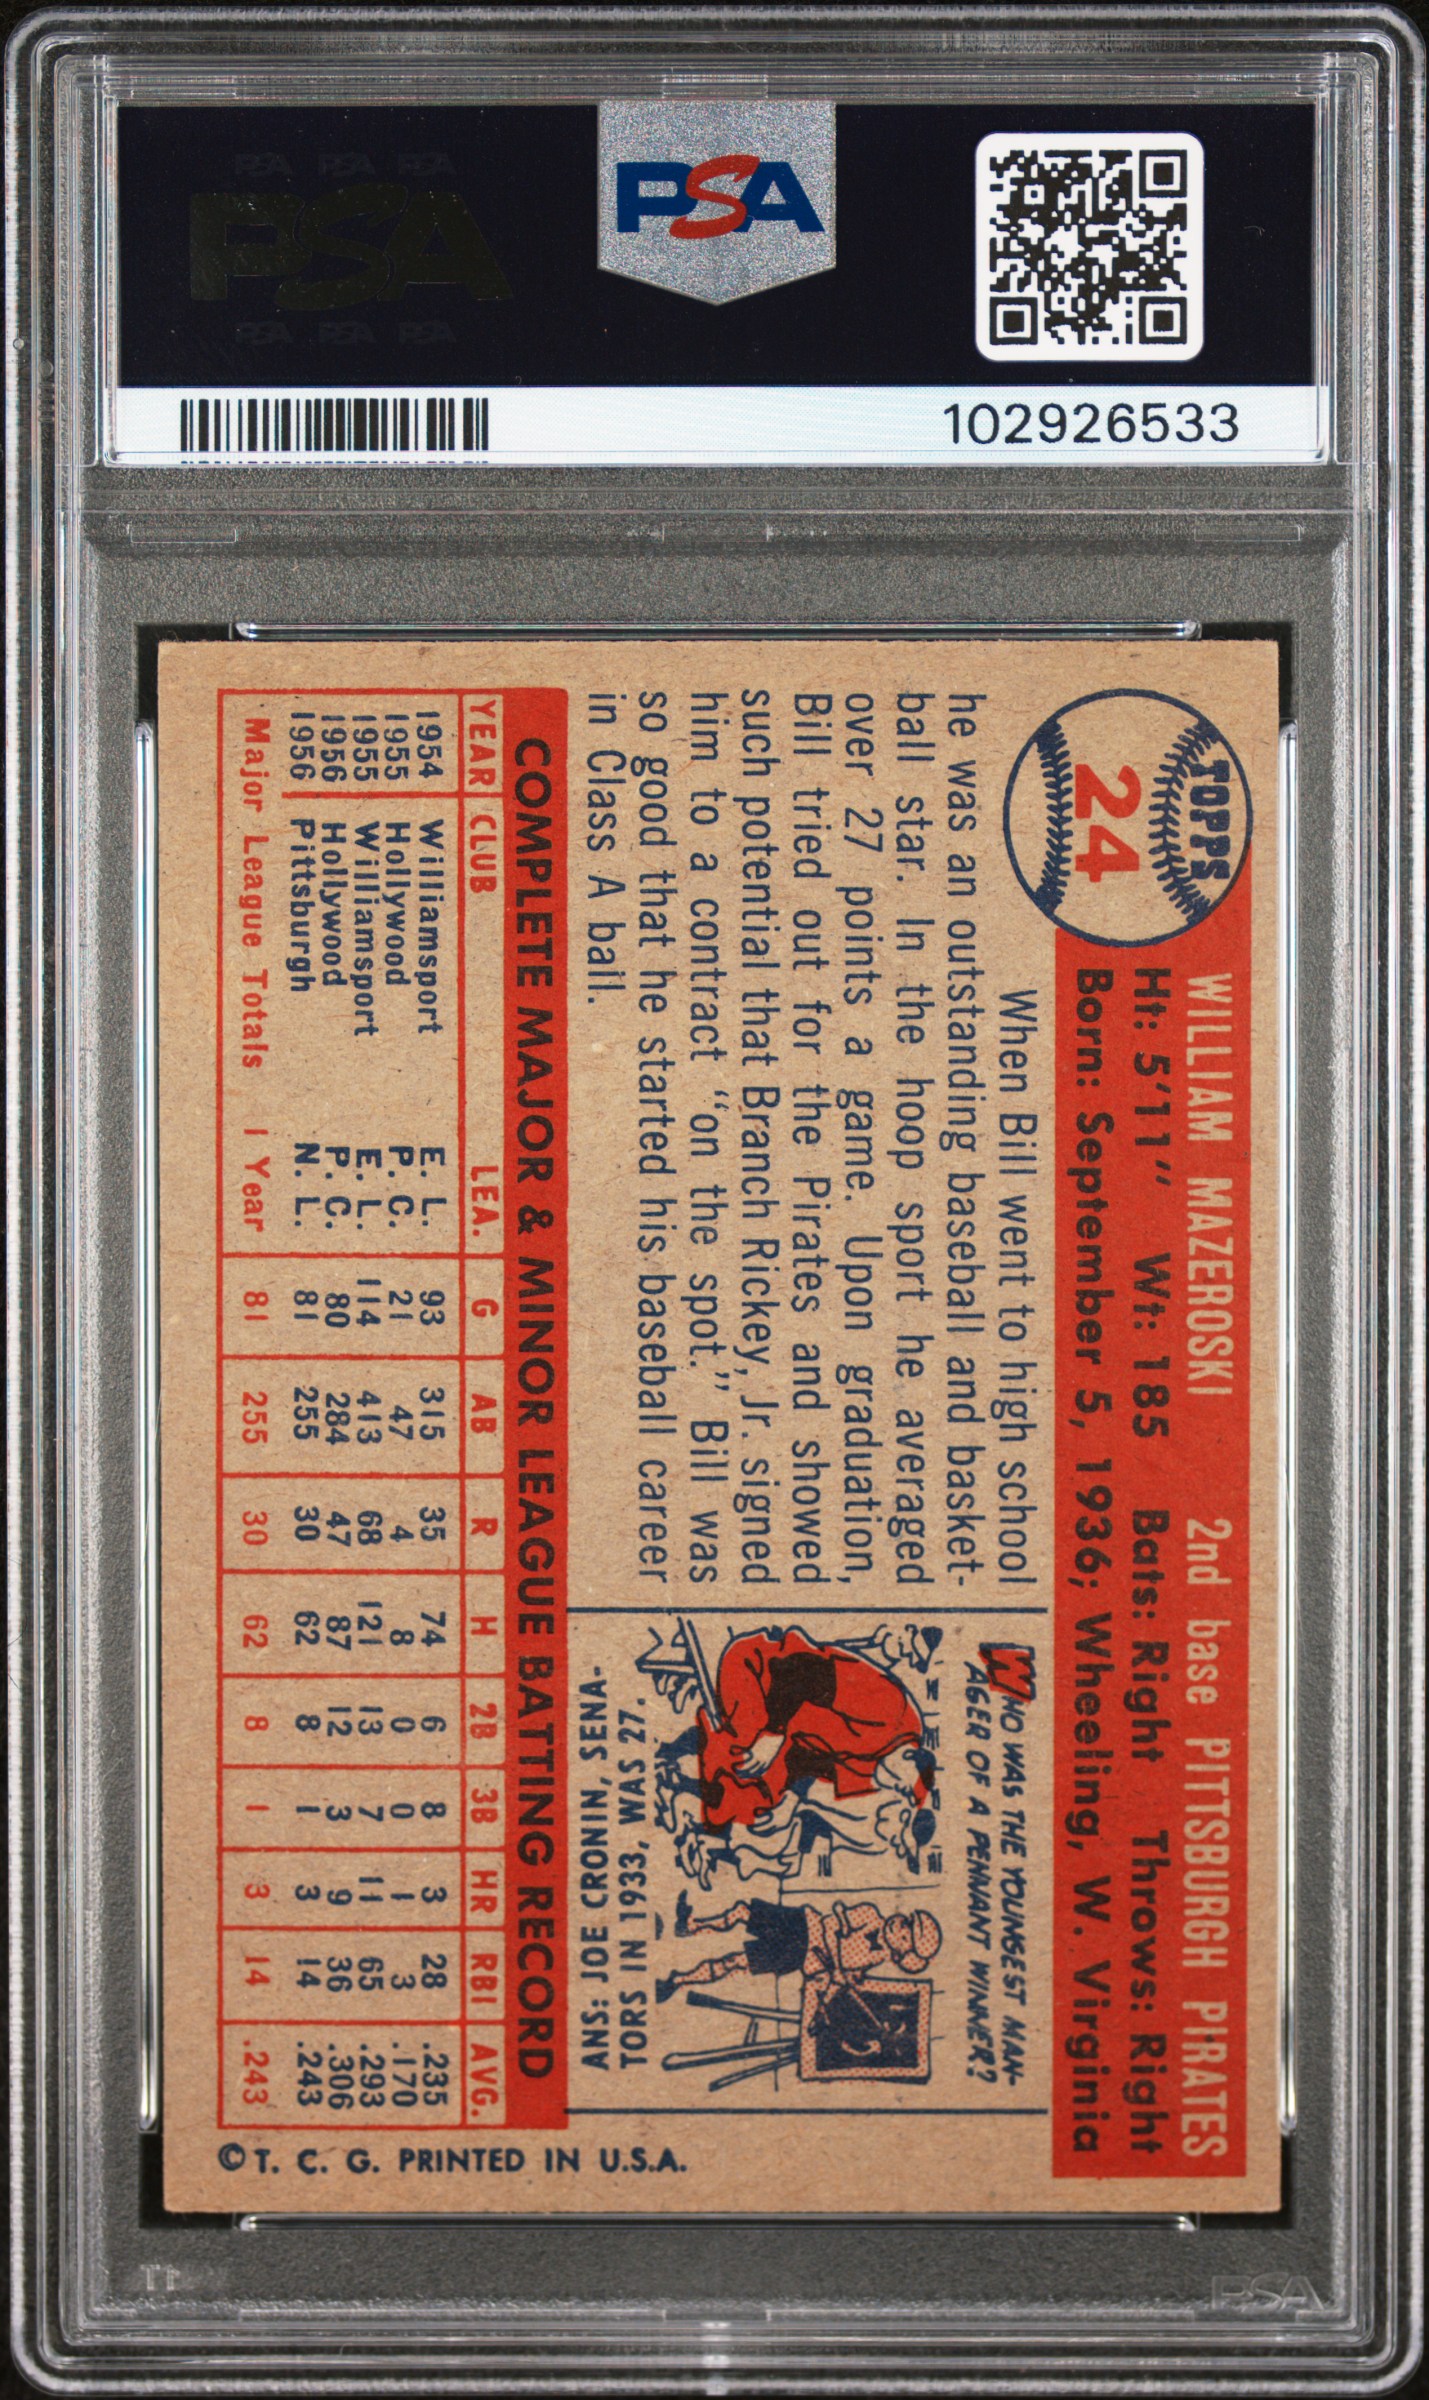 PSA PSA PSA
PSA
PSA PSA PSA
PSA
102926533
TOPPS
24
WILLIAM MAZEROSKI 2nd base PITTSBURGH PIRATES
Ht: 5'11" Wt: 185 Bats: Right Throws: Right
Born: September 5, 1936; Wheeling, W. Virginia
When Bill went to high school
he was an outstanding baseball and basket-
ball star. In the hoop sport he averaged
over 27 points a game. Upon graduation,
Bill tried out for the Pirates and showed
such potential that Branch Rickey, Jr. signed
him to a contract "on the spot." Bill was
so good that he started his baseball career
in Class A ball.
WHO WAS THE YOUNGEST MAN-
AGER OF A PENNANT WINNER?
ANS: JOE CRONIN, SENA-
TORS IN 1933, WAS 27.
COMPLETE MAJOR & MINOR LEAGUE BATTING RECORD
YEAR CLUB LEA. G AB R H 2B 3B HR RBI AVG.
1954 Williamsport E. L. 93 315 35 74 6 8 3 28 .235
1955 Hollywood P. C. 21 47 4 8 0 0 1 3 .170
1955 Williamsport E. L. 114 413 68 121 13 7 11 65 .293
1956 Hollywood P. C. 80 284 47 87 12 3 9 36 .306
1956 Pittsburgh N. L. 81 255 30 62 8 1 3 14 .243
Major League Totals 1 Year 81 255 30 62 8 1 3 14 .243
© T. C. G. PRINTED IN U.S.A.
PSA